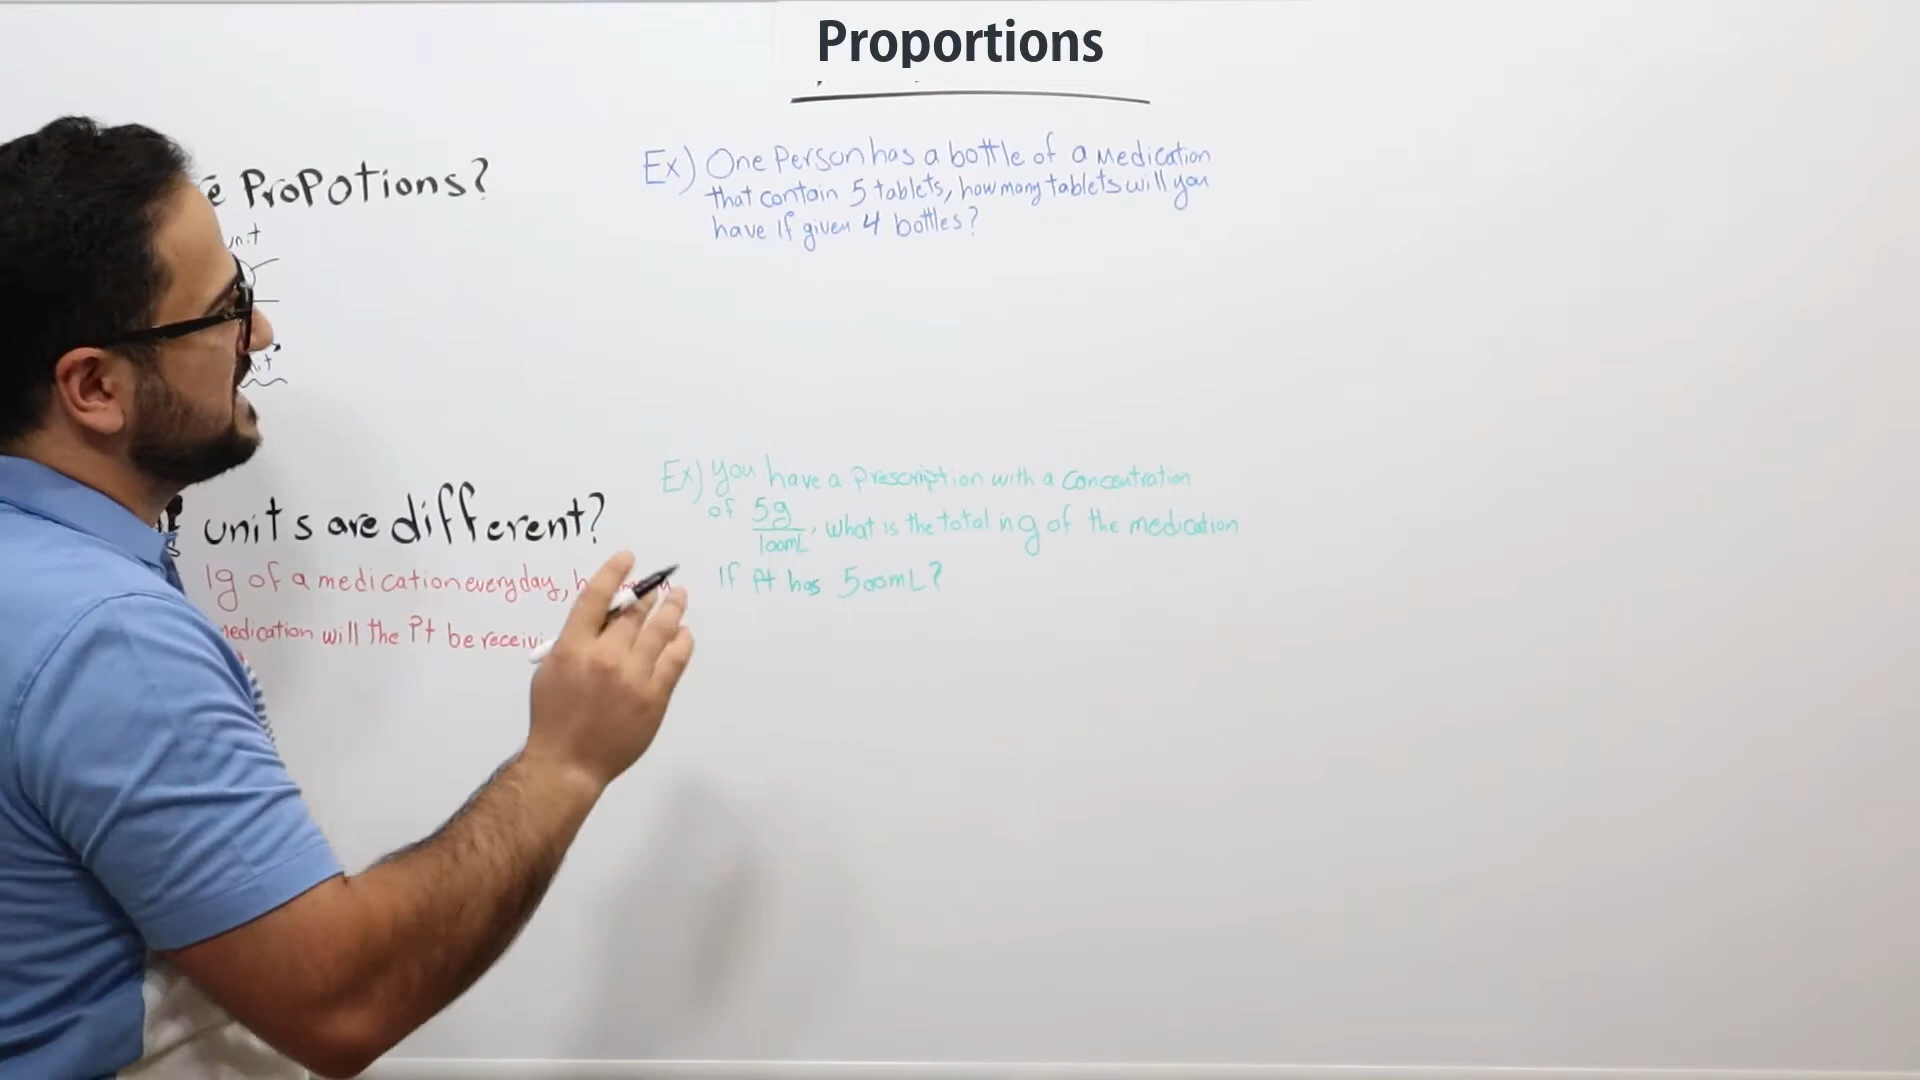 Proportions
e ProPotions?
unit
Ex) One Person has a bottle of a Medication
that contain 5 tablets, how many tablets will you
have If given 4 bottles?
units are different?
1g of a medication everyday,
medication will the Pt be receivi
Ex) You have a Prescription with a Concentration
of 5g/100mL, what is the total in g of the medication
If Pt has 500mL?